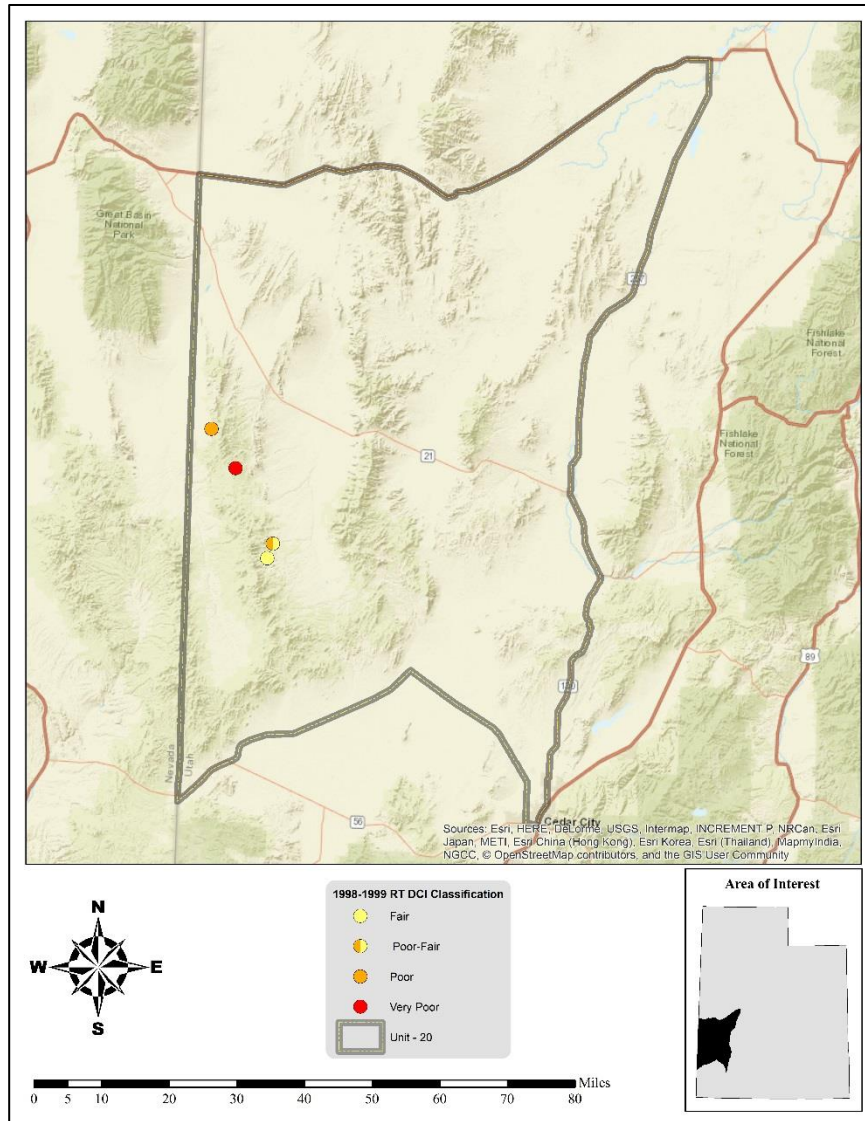 Great Basin
National
Park
257
Fishlake
National
Forest
Fishlake
National
Forest
21
89
Nevada
Utah
130
56
Cedar City
Sources: Esri, HERE, DeLorme, USGS, Intermap, INCREMENT P, NRCan, Esri
Japan, METI, Esri China (Hong Kong), Esri Korea, Esri (Thailand), MapmyIndia,
NGCC, © OpenStreetMap contributors, and the GIS User Community
N
W E
S
1998-1999 RT DCI Classification
Fair
Poor-Fair
Poor
Very Poor
Unit - 20
Area of Interest
Miles
0 5 10 20 30 40 50 60 70 80